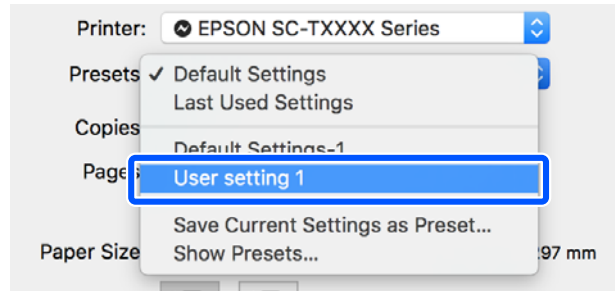 Printer: EPSON SC-TXXXX Series
Presets ✓ Default Settings
Last Used Settings
Copies
Default Settings-1
Pages
User setting 1
Save Current Settings as Preset...
Paper Size Show Presets... 297 mm